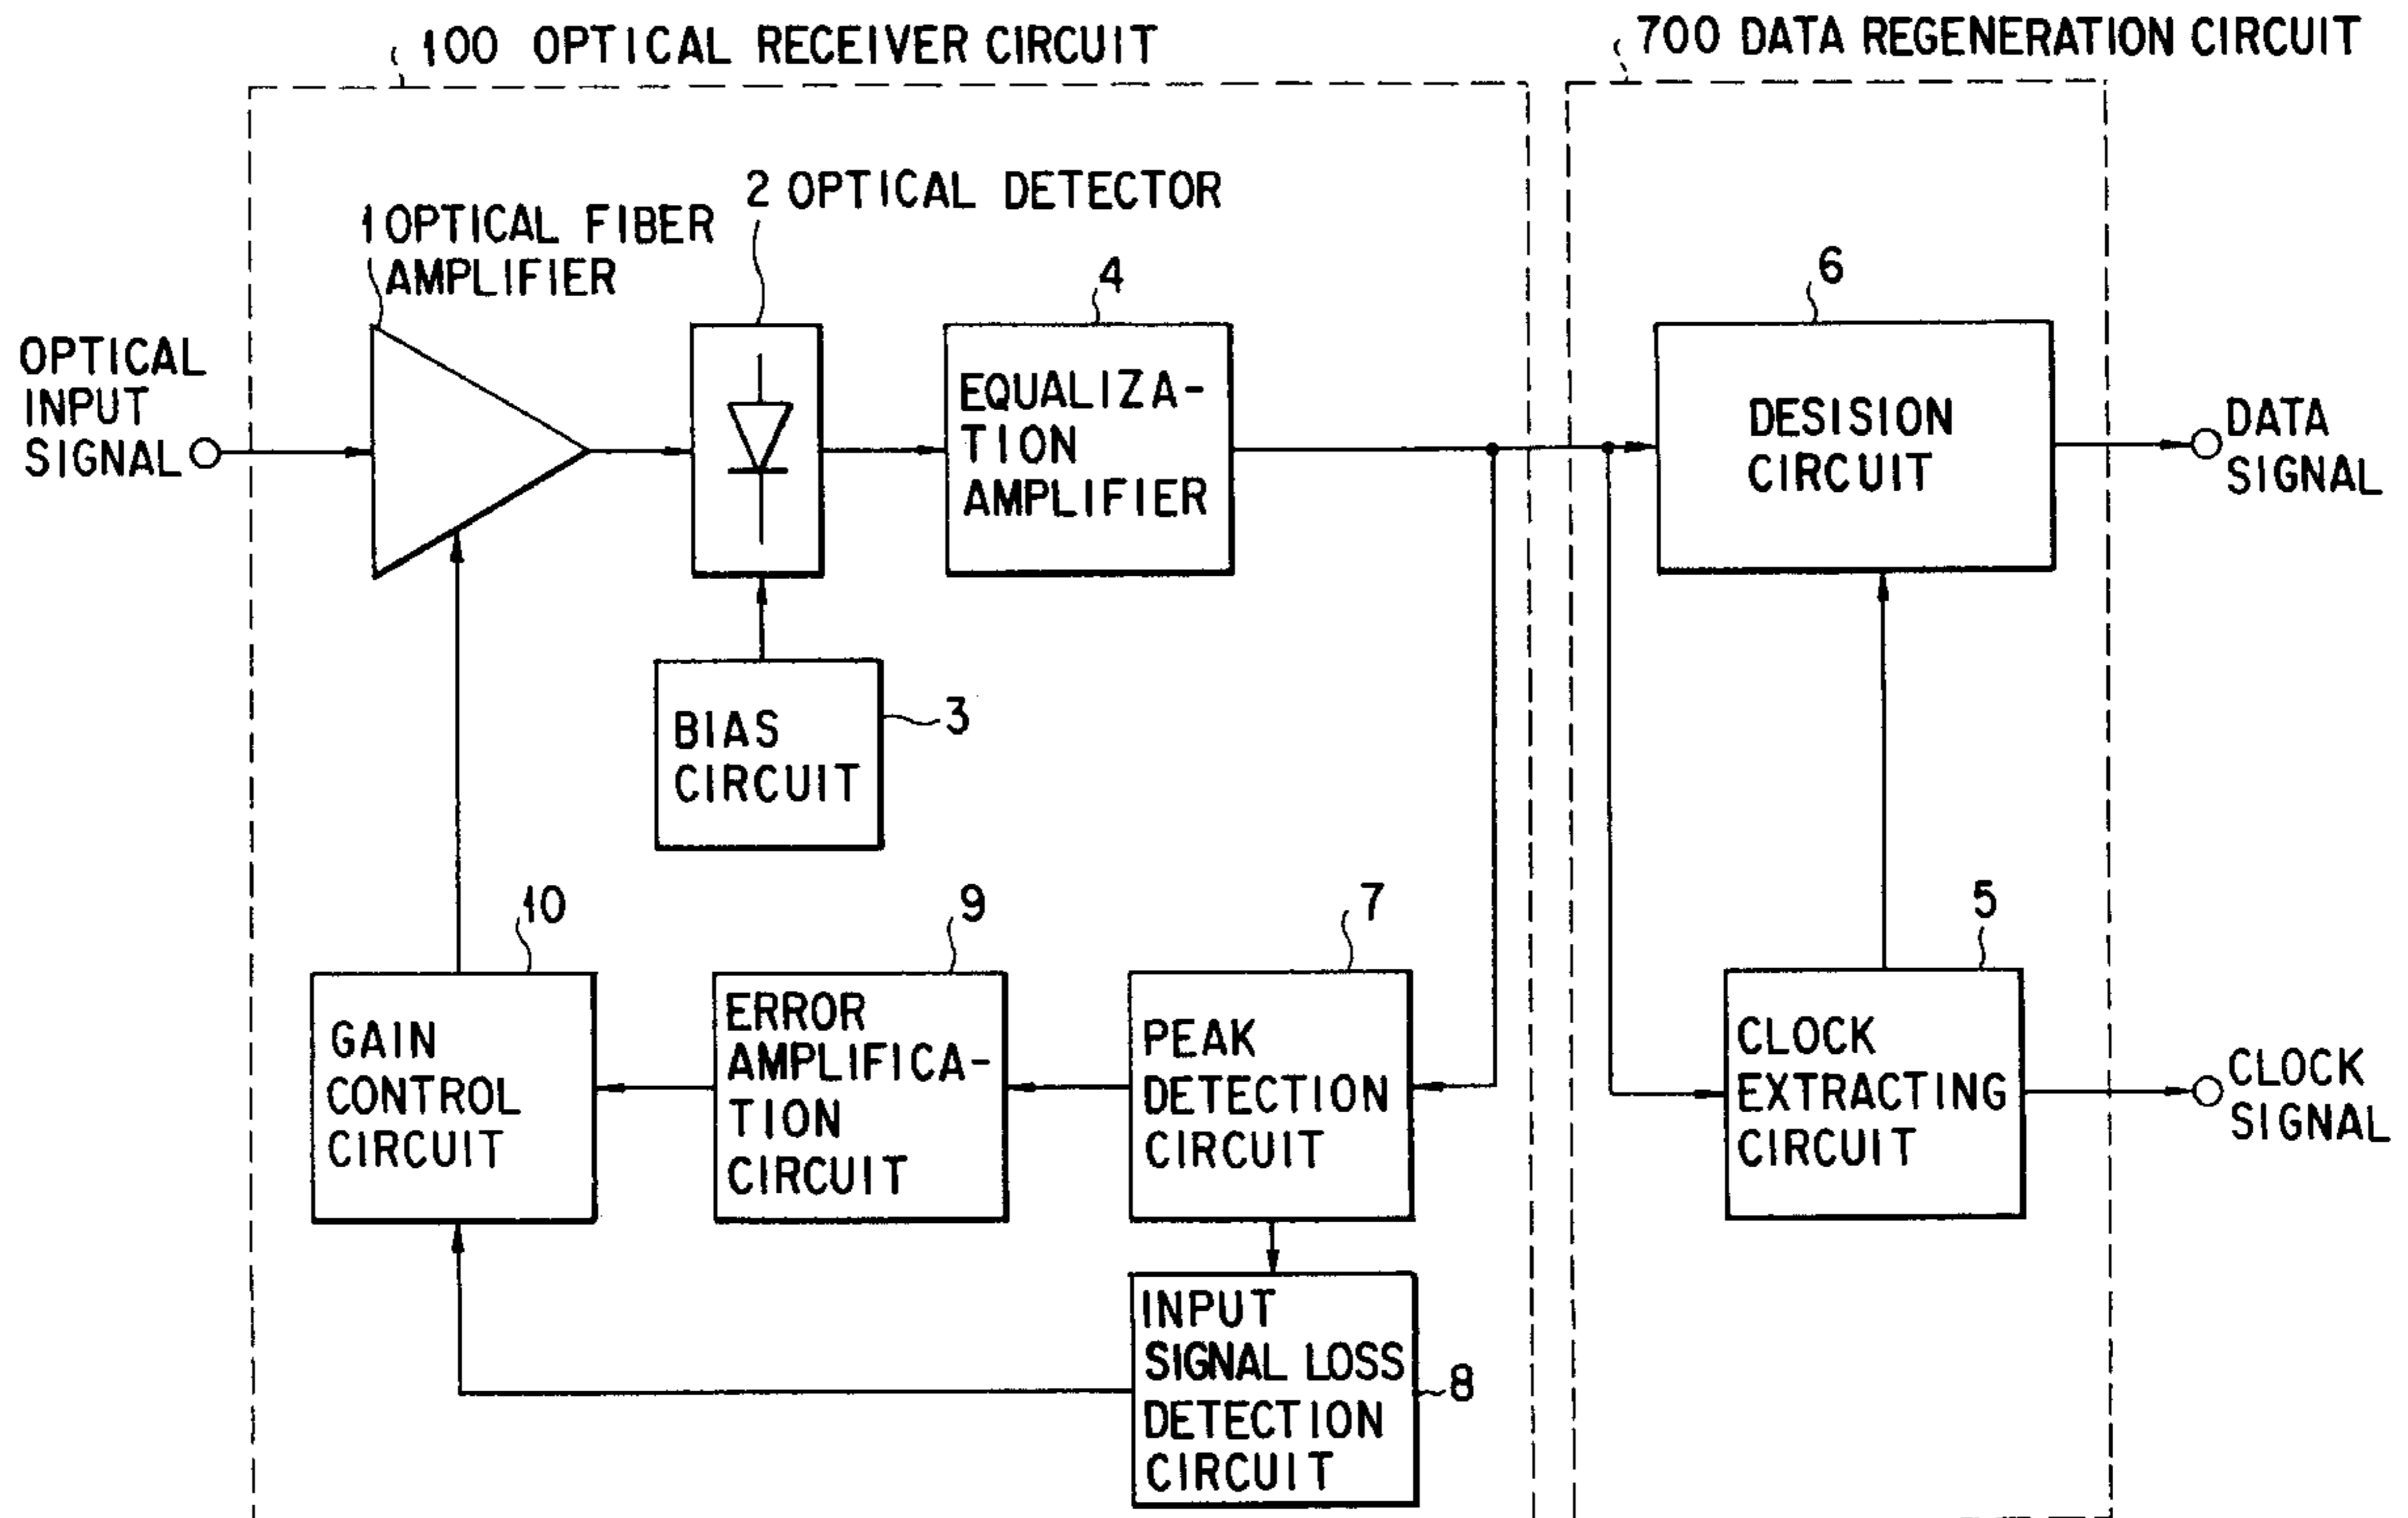 100 OPTICAL RECEIVER CIRCUIT
700 DATA REGENERATION CIRCUIT
1 OPTICAL FIBER
AMPLIFIER
2 OPTICAL DETECTOR
4
6
OPTICAL
INPUT
SIGNAL
EQUALIZA-
TION
AMPLIFIER
DESISION
CIRCUIT
DATA
SIGNAL
BIAS
CIRCUIT
3
10
9
7
5
GAIN
CONTROL
CIRCUIT
ERROR
AMPLIFICA-
TION
CIRCUIT
PEAK
DETECTION
CIRCUIT
CLOCK
EXTRACTING
CIRCUIT
CLOCK
SIGNAL
INPUT
SIGNAL LOSS
DETECTION
CIRCUIT
8